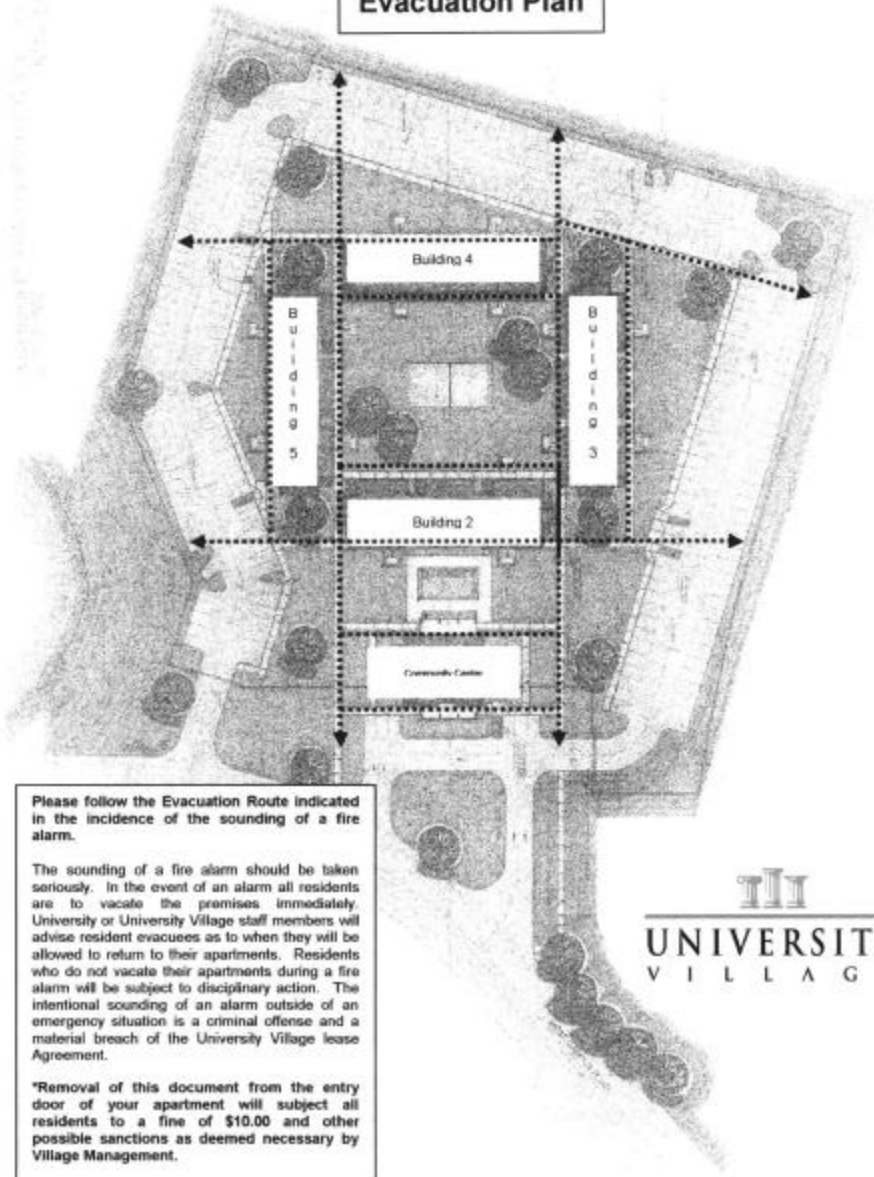 Evacuation Plan
Building 4
Building 5
Building 3
Building 2
Community Center
Please follow the Evacuation Route indicated
in the incidence of the sounding of a fire
alarm.
The sounding of a fire alarm should be taken
seriously. In the event of an alarm all residents
are to vacate the premises immediately.
University or University Village staff members will
advise resident evacuees as to when they will be
allowed to return to their apartments. Residents
who do not vacate their apartments during a fire
alarm will be subject to disciplinary action. The
intentional sounding of an alarm outside of an
emergency situation is a criminal offense and a
material breach of the University Village lease
Agreement.
*Removal of this document from the entry
door of your apartment will subject all
residents to a fine of $10.00 and other
possible sanctions as deemed necessary by
Village Management.
UNIVERSIT
VILLAG